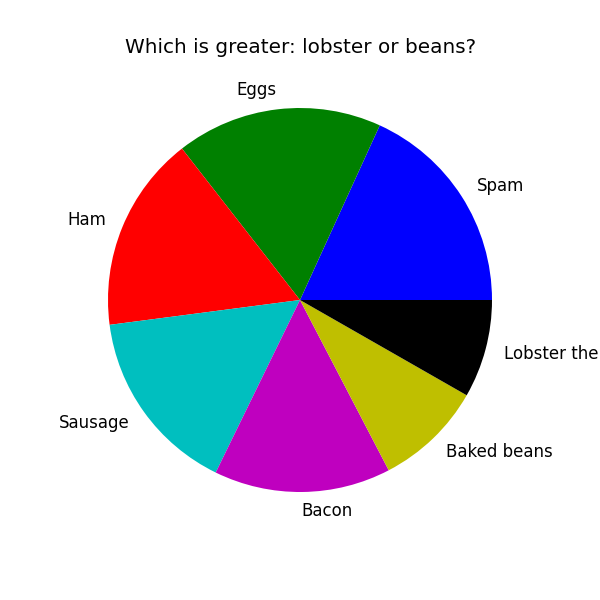 Which is greater: lobster or beans?
Eggs
Spam
Ham
Lobster the
Sausage
Baked beans
Bacon